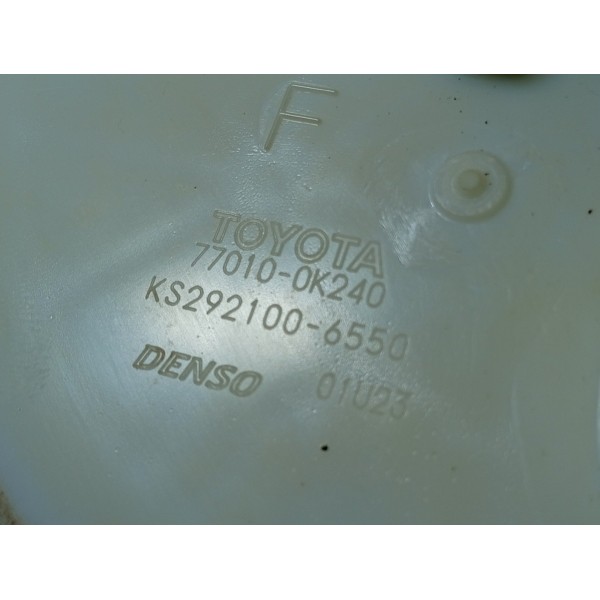 F
TOYOTA
77010-0K240
KS292100-6550
DENSO 01U23